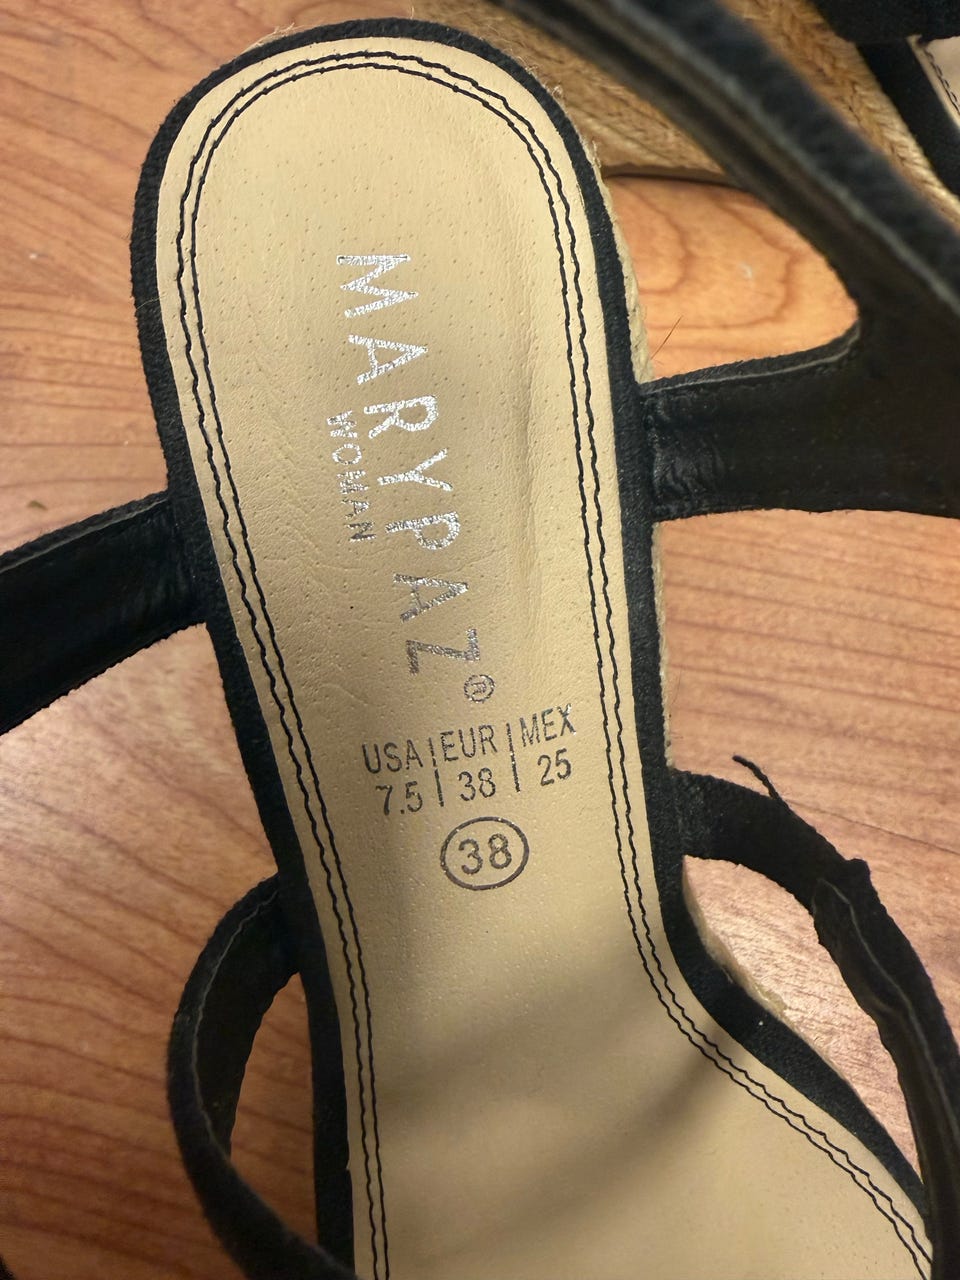 MARYPAZ®
WOMAN
USA | EUR | MEX
7.5 | 38 | 25
38